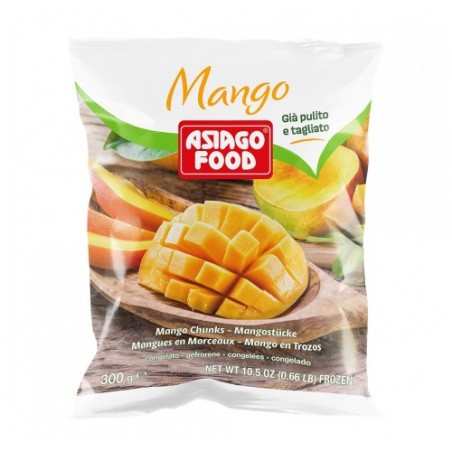 Mango
Già pulito
e tagliato
ASIAGO®
FOOD
Mango Chunks - Mangostücke
Mangues en Morceaux - Mango en Trozos
congelato - gefrorene - congelées - congelado
300 g ℮
NET WT 10.5 OZ (0.66 LB) FROZEN